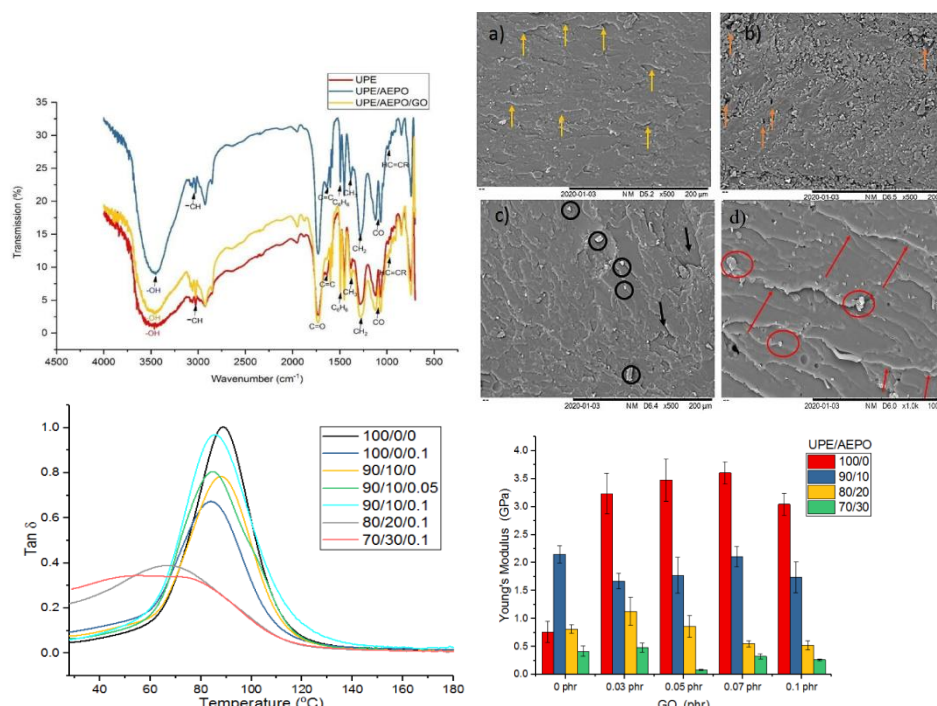 UPE
UPE/AEPO
UPE/AEPO/GO
35
30
25
20
15
10
5
0
Transmission (%)
4500 4000 3500 3000 2500 2000 1500 1000 500
Wavenumber (cm⁻¹)
-OH
-OH
-OH
–CH
–CH
C=O
C=C
C=C
CH₂
CH₂
CO
CO
HC=CR
HC=CR
a)
2020-01-03 NM D5.2 x500 200 µm
b)
2020-01-03 NM D6.5 x500 200 µm
c)
2020-01-03 NM D6.4 x500 200 µm
d)
2020-01-03 NM D6.0 x1.0k 100
Tan δ
1.0
0.8
0.6
0.4
0.2
0.0
40 60 80 100 120 140 160 180
Temperature (°C)
100/0/0
100/0/0.1
90/10/0
90/10/0.05
90/10/0.1
80/20/0.1
70/30/0.1
UPE/AEPO
100/0
90/10
80/20
70/30
Young's Modulus (GPa)
5.0
4.5
4.0
3.5
3.0
2.5
2.0
1.5
1.0
0.5
0.0
0 phr 0.03 phr 0.05 phr 0.07 phr 0.1 phr
GO (phr)